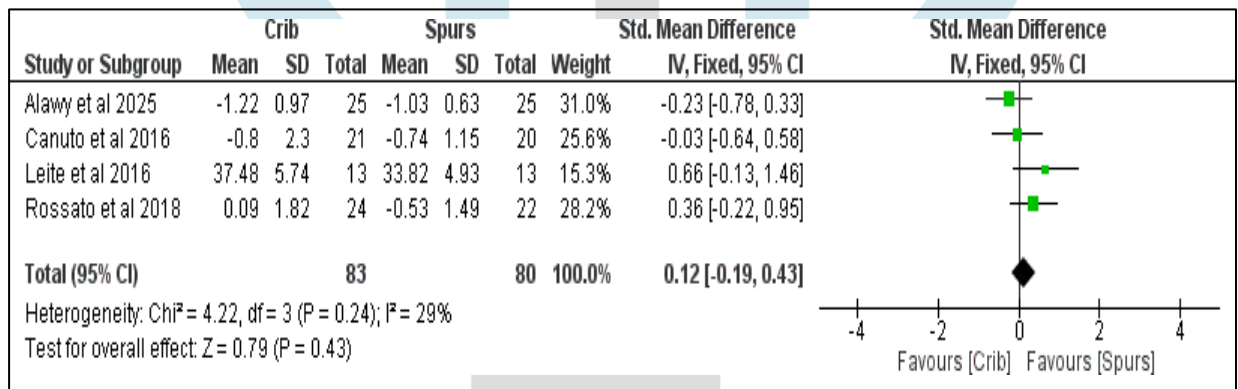 Crib Spurs Std. Mean Difference Std. Mean Difference
Study or Subgroup Mean SD Total Mean SD Total Weight IV, Fixed, 95% CI IV, Fixed, 95% CI
Alawy et al 2025 -1.22 0.97 25 -1.03 0.63 25 31.0% -0.23 [-0.78, 0.33]
Canuto et al 2016 -0.8 2.3 21 -0.74 1.15 20 25.6% -0.03 [-0.64, 0.58]
Leite et al 2016 37.48 5.74 13 33.82 4.93 13 15.3% 0.66 [-0.13, 1.46]
Rossato et al 2018 0.09 1.82 24 -0.53 1.49 22 28.2% 0.36 [-0.22, 0.95]
Total (95% CI) 83 80 100.0% 0.12 [-0.19, 0.43]
Heterogeneity: Chi² = 4.22, df = 3 (P = 0.24); I² = 29%
Test for overall effect: Z = 0.79 (P = 0.43)
-4 -2 0 2 4
Favours [Crib] Favours [Spurs]